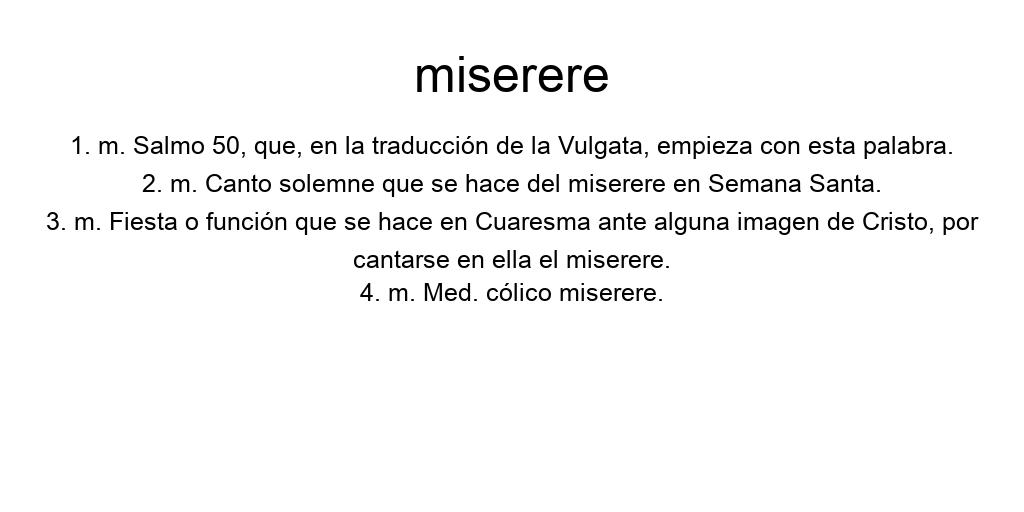 miserere
1. m. Salmo 50, que, en la traducción de la Vulgata, empieza con esta palabra.
2. m. Canto solemne que se hace del miserere en Semana Santa.
3. m. Fiesta o función que se hace en Cuaresma ante alguna imagen de Cristo, por
cantarse en ella el miserere.
4. m. Med. cólico miserere.